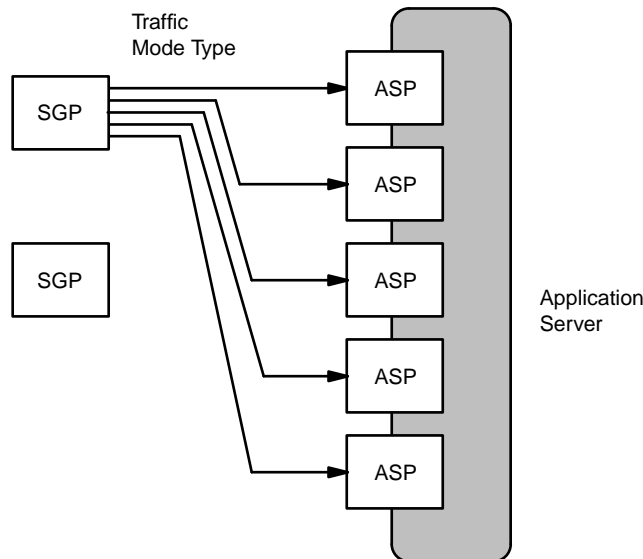 Traffic
Mode Type
SGP
ASP
ASP
SGP
ASP
Application
Server
ASP
ASP